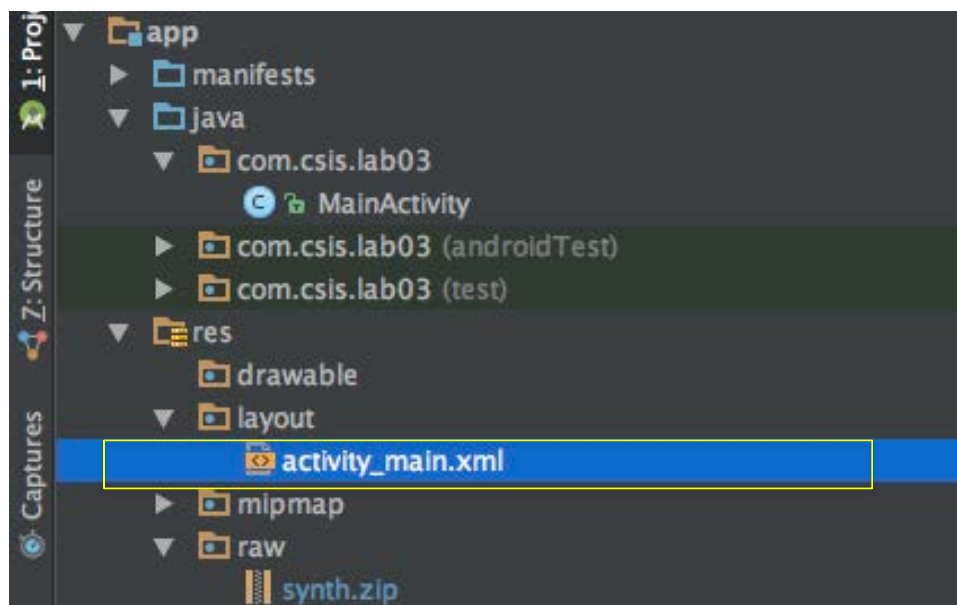 1: Proj
Z: Structure
Captures
app
manifests
java
com.csis.lab03
MainActivity
com.csis.lab03 (androidTest)
com.csis.lab03 (test)
res
drawable
layout
activity_main.xml
mipmap
raw
synth.zip